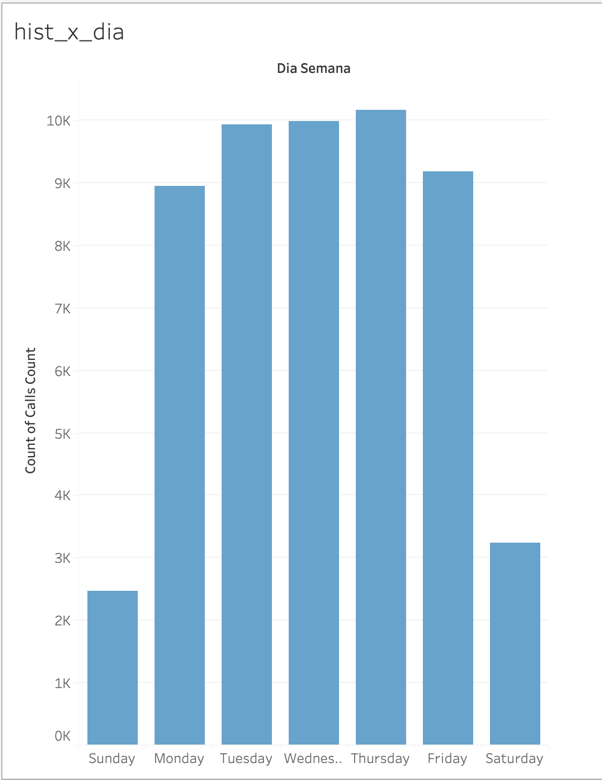 hist_x_dia
Dia Semana
Count of Calls Count
10K
9K
8K
7K
6K
5K
4K
3K
2K
1K
0K
Sunday Monday Tuesday Wednes.. Thursday Friday Saturday